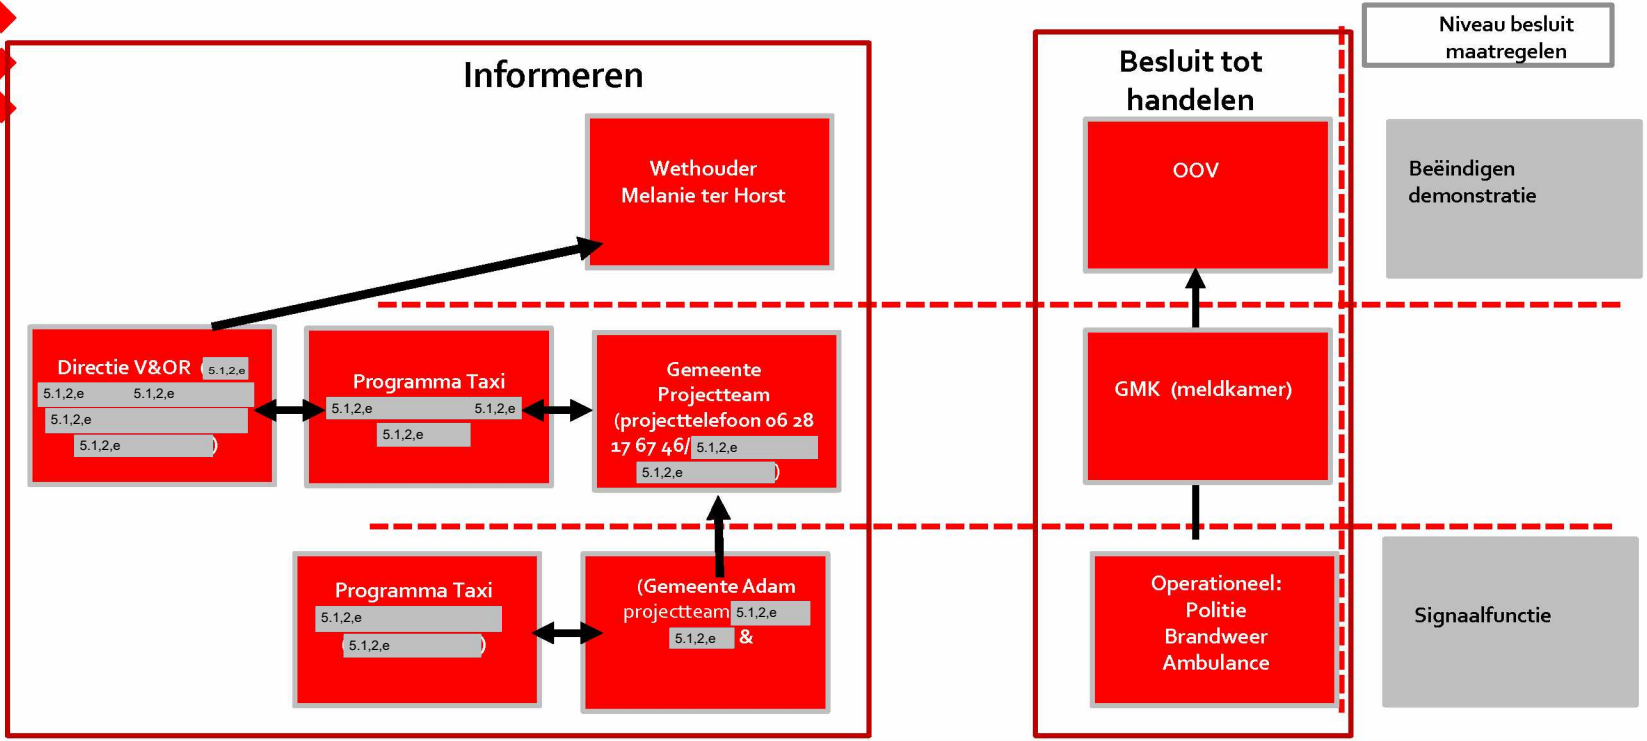 Niveau besluit
maatregelen
Informeren
Besluit tot
handelen
Wethouder
Melanie ter Horst
OOV
Beëindigen
demonstratie
Directie V&OR ( 5.1,2,e
5.1,2,e 5.1,2,e
5.1,2,e
5.1,2,e )
Programma Taxi
5.1,2,e 5.1,2,e
5.1,2,e
Gemeente
Projectteam
(projecttelefoon 06 28
17 67 46/ 5.1,2,e
5.1,2,e )
GMK (meldkamer)
Programma Taxi
5.1,2,e
( 5.1,2,e )
(Gemeente Adam
projectteam 5.1,2,e
5.1,2,e &
Operationeel:
Politie
Brandweer
Ambulance
Signaalfunctie